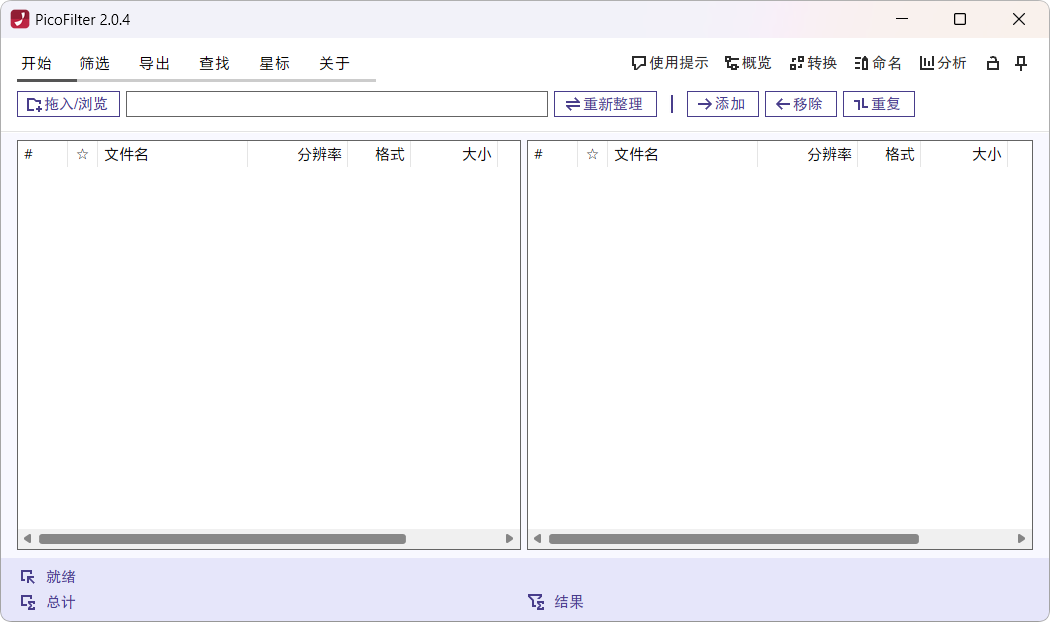 PicoFilter 2.0.4
开始 筛选 导出 查找 星标 关于 使用提示 概览 转换 命名 分析
拖入/浏览 重新整理 添加 移除 重复
# ☆ 文件名 分辨率 格式 大小 # ☆ 文件名 分辨率 格式 大小
就绪
总计 结果